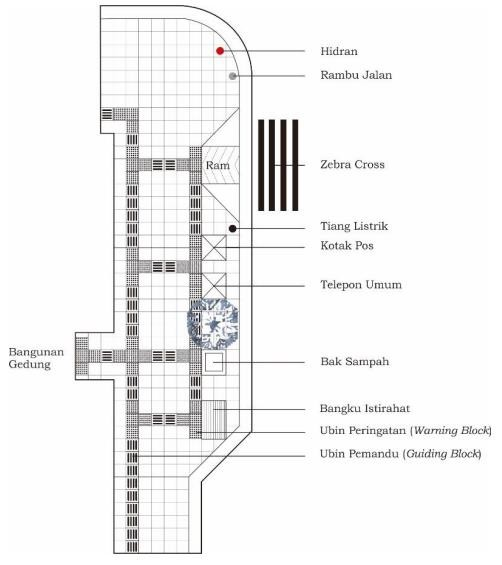 Hidran
Rambu Jalan
Ram
Zebra Cross
Tiang Listrik
Kotak Pos
Telepon Umum
Bangunan
Gedung
Bak Sampah
Bangku Istirahat
Ubin Peringatan (Warning Block)
Ubin Pemandu (Guiding Block)